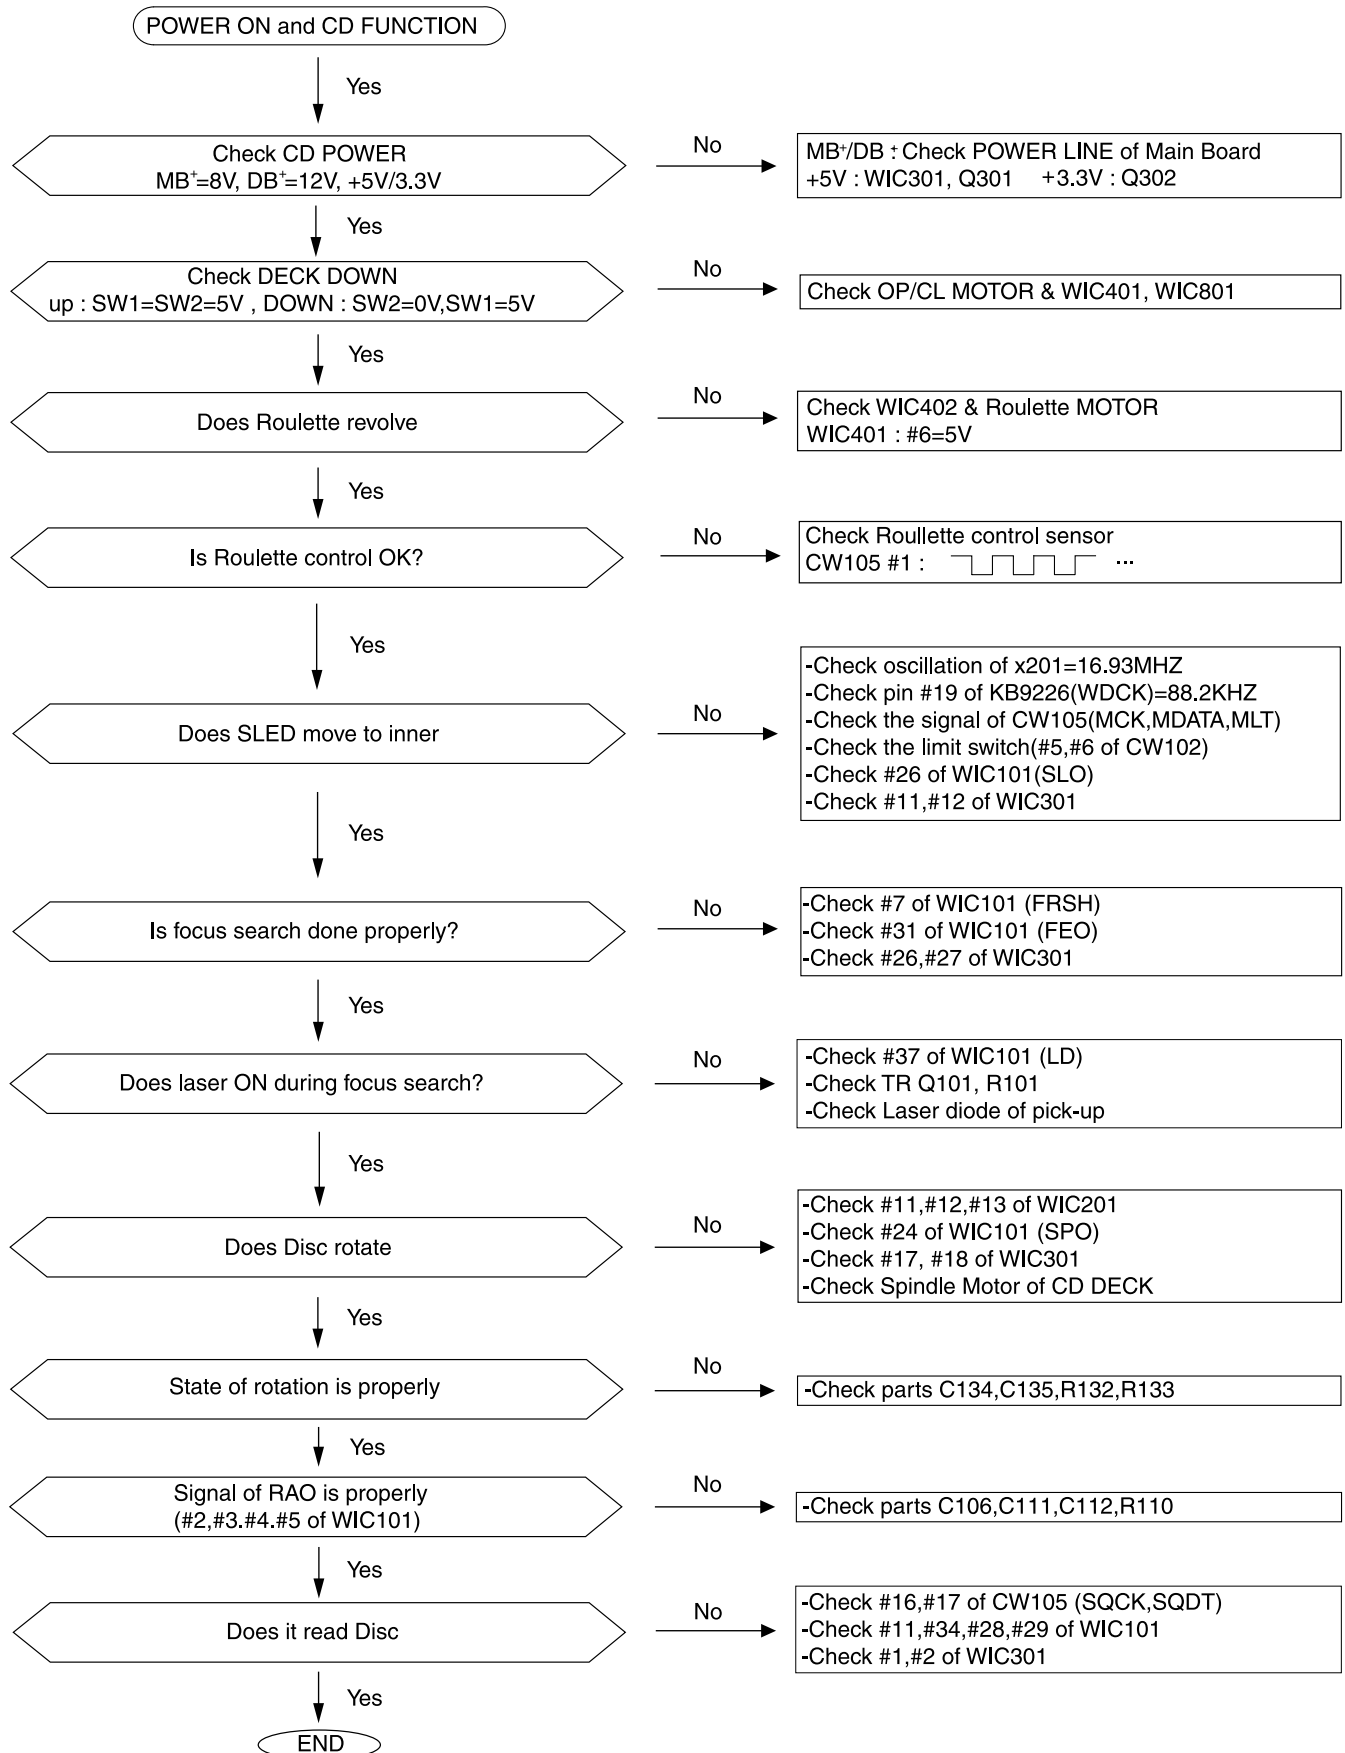 POWER ON and CD FUNCTION
Yes
Check CD POWER
MB+=8V, DB+=12V, +5V/3.3V
No
MB+/DB + : Check POWER LINE of Main Board
+5V : WIC301, Q301 +3.3V : Q302
Yes
Check DECK DOWN
up : SW1=SW2=5V , DOWN : SW2=0V,SW1=5V
No
Check OP/CL MOTOR & WIC401, WIC801
Yes
Does Roulette revolve
No
Check WIC402 & Roulette MOTOR
WIC401 : #6=5V
Yes
Is Roulette control OK?
No
Check Roullette control sensor
CW105 #1 : ...
Yes
Does SLED move to inner
No
-Check oscillation of x201=16.93MHZ
-Check pin #19 of KB9226(WDCK)=88.2KHZ
-Check the signal of CW105(MCK,MDATA,MLT)
-Check the limit switch(#5,#6 of CW102)
-Check #26 of WIC101(SLO)
-Check #11,#12 of WIC301
Yes
Is focus search done properly?
No
-Check #7 of WIC101 (FRSH)
-Check #31 of WIC101 (FEO)
-Check #26,#27 of WIC301
Yes
Does laser ON during focus search?
No
-Check #37 of WIC101 (LD)
-Check TR Q101, R101
-Check Laser diode of pick-up
Yes
Does Disc rotate
No
-Check #11,#12,#13 of WIC201
-Check #24 of WIC101 (SPO)
-Check #17, #18 of WIC301
-Check Spindle Motor of CD DECK
Yes
State of rotation is properly
No
-Check parts C134,C135,R132,R133
Yes
Signal of RAO is properly
(#2,#3.#4.#5 of WIC101)
No
-Check parts C106,C111,C112,R110
Yes
Does it read Disc
No
-Check #16,#17 of CW105 (SQCK,SQDT)
-Check #11,#34,#28,#29 of WIC101
-Check #1,#2 of WIC301
Yes
END